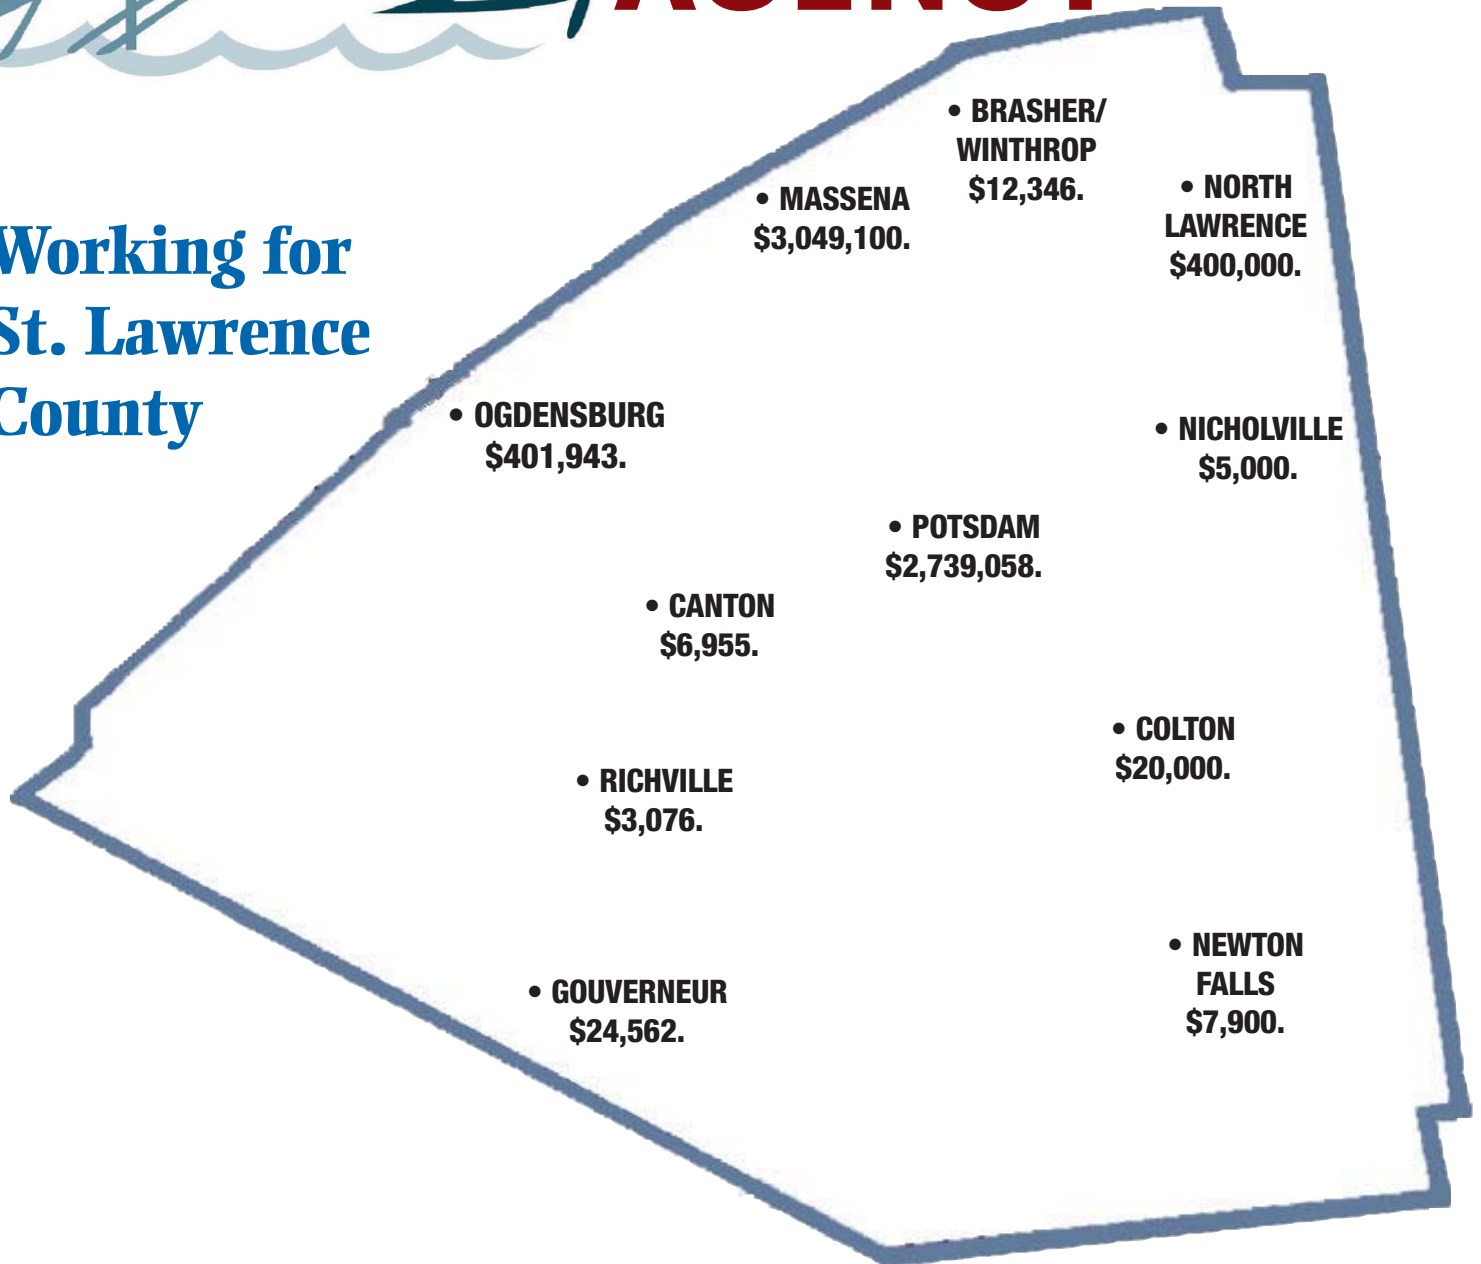 AGENCY
Working for
St. Lawrence
County
• BRASHER/
WINTHROP
$12,346.
• MASSENA
$3,049,100.
• NORTH
LAWRENCE
$400,000.
• OGDENSBURG
$401,943.
• NICHOLVILLE
$5,000.
• POTSDAM
$2,739,058.
• CANTON
$6,955.
• COLTON
$20,000.
• RICHVILLE
$3,076.
• NEWTON
FALLS
$7,900.
• GOUVERNEUR
$24,562.